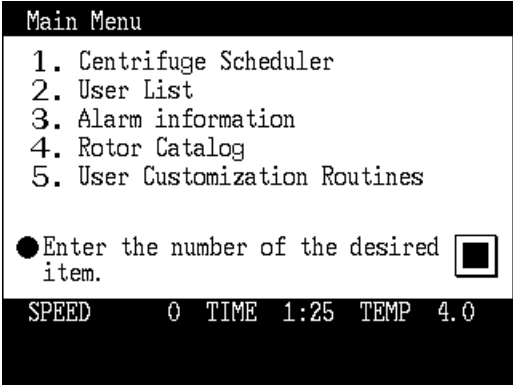 Main Menu
1. Centrifuge Scheduler
2. User List
3. Alarm information
4. Rotor Catalog
5. User Customization Routines
●Enter the number of the desired
item.
SPEED 0 TIME 1:25 TEMP 4.0